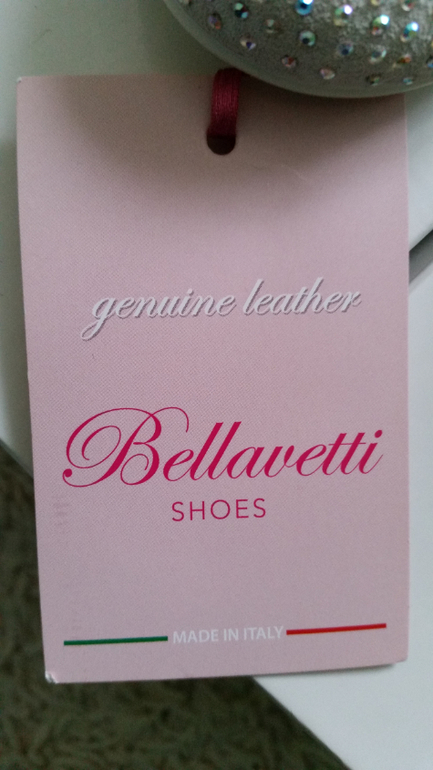 genuine leather
Bellavetti
SHOES
MADE IN ITALY